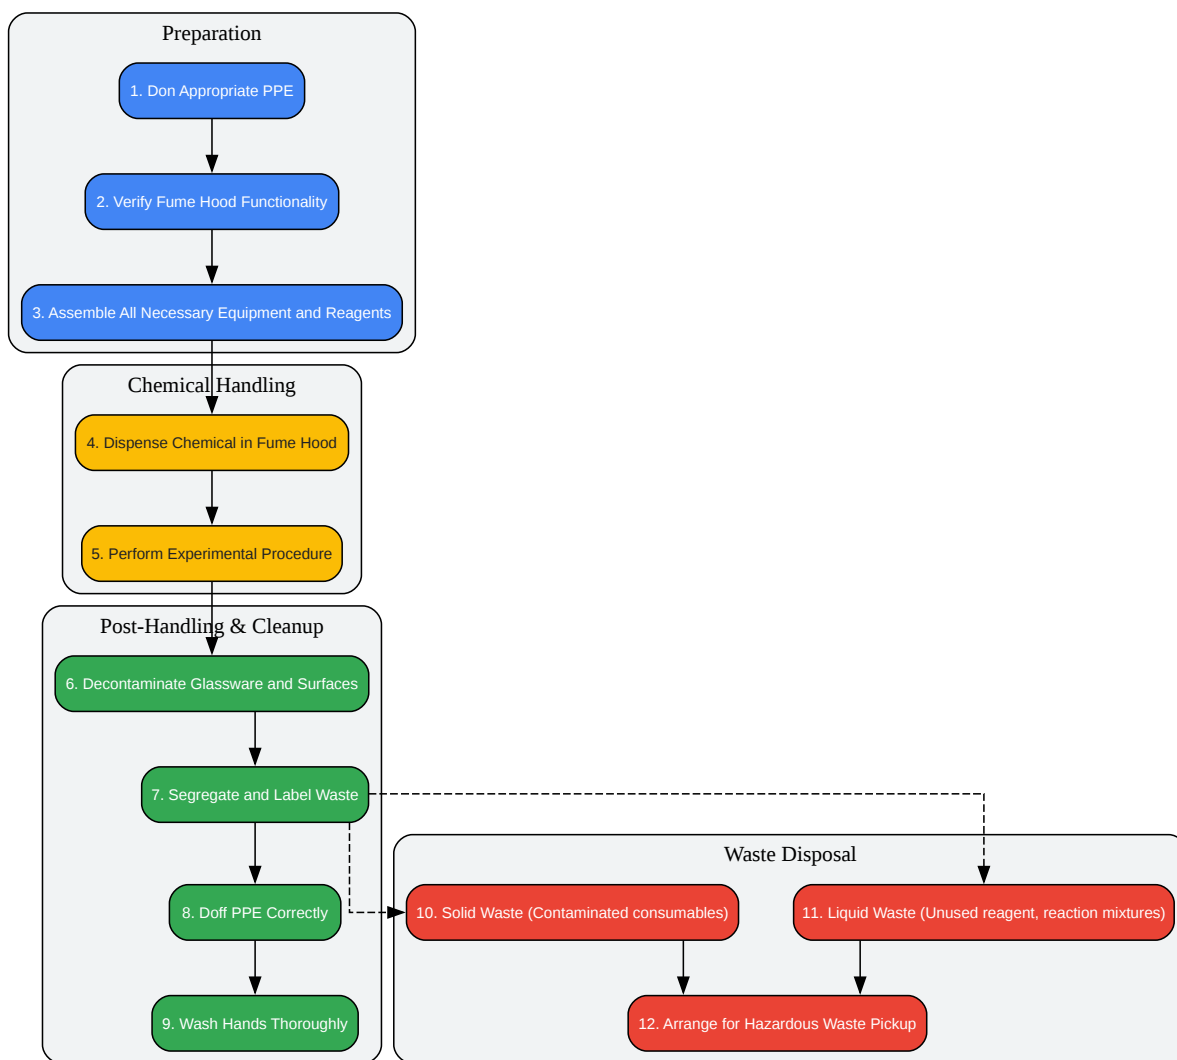 Preparation
1. Don Appropriate PPE
2. Verify Fume Hood Functionality
3. Assemble All Necessary Equipment and Reagents
Chemical Handling
4. Dispense Chemical in Fume Hood
5. Perform Experimental Procedure
Post-Handling & Cleanup
6. Decontaminate Glassware and Surfaces
7. Segregate and Label Waste
8. Doff PPE Correctly
9. Wash Hands Thoroughly
Waste Disposal
10. Solid Waste (Contaminated consumables)
11. Liquid Waste (Unused reagent, reaction mixtures)
12. Arrange for Hazardous Waste Pickup